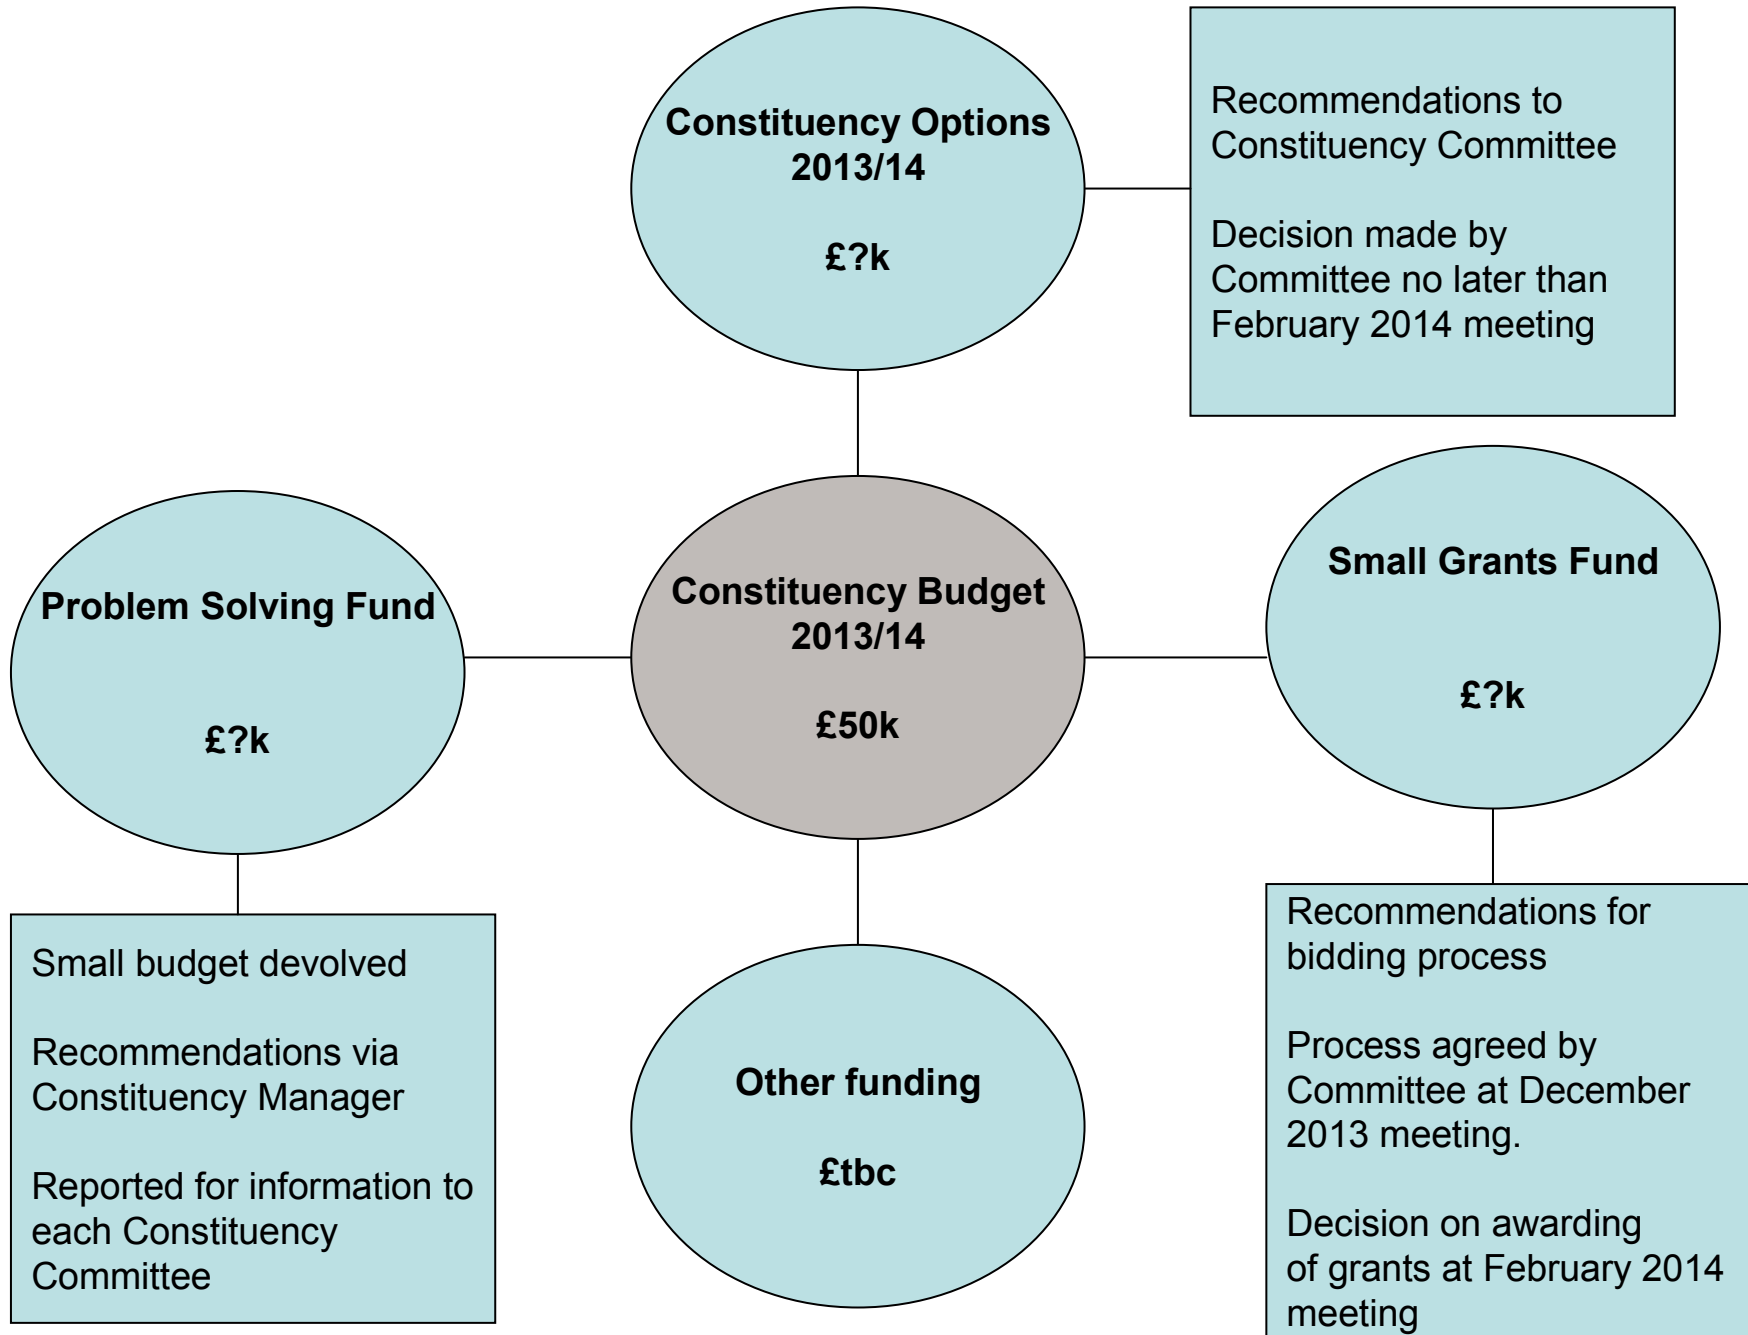 Constituency Options
2013/14
£?k
Recommendations to
Constituency Committee
Decision made by
Committee no later than
February 2014 meeting
Problem Solving Fund
£?k
Constituency Budget
2013/14
£50k
Small Grants Fund
£?k
Small budget devolved
Recommendations via
Constituency Manager
Reported for information to
each Constituency
Committee
Other funding
£tbc
Recommendations for
bidding process
Process agreed by
Committee at December
2013 meeting.
Decision on awarding
of grants at February 2014
meeting